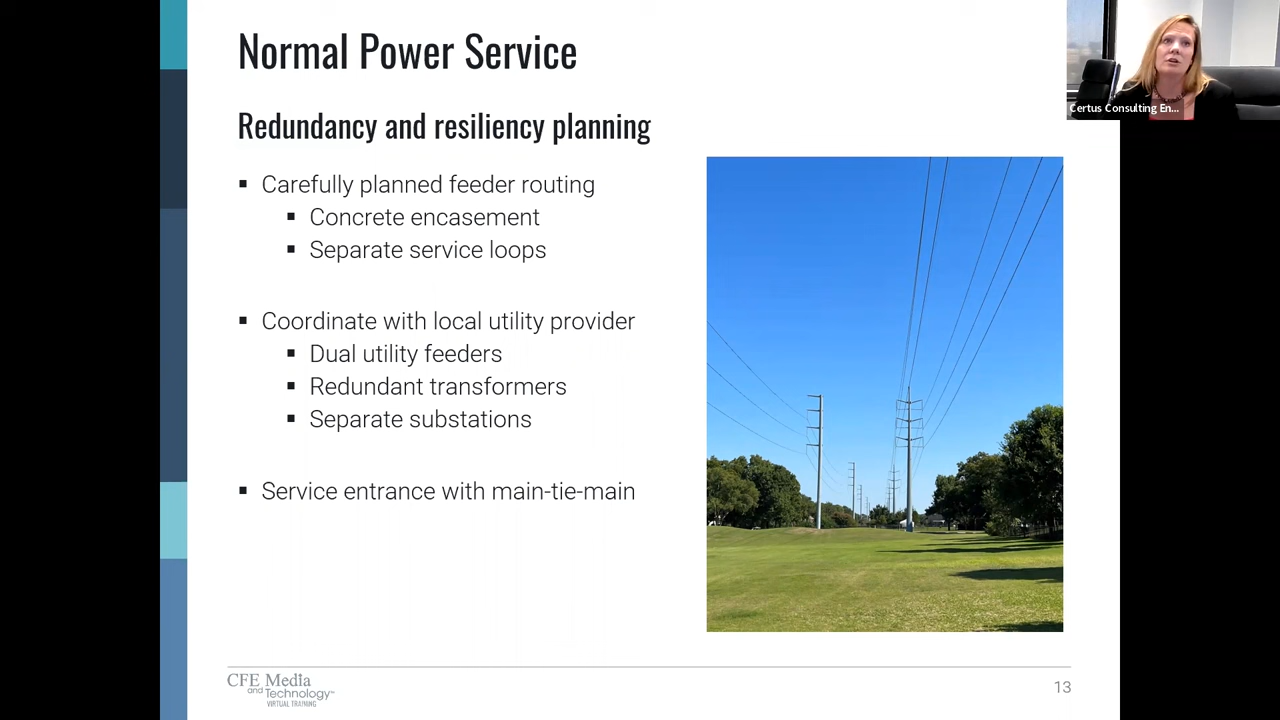 Normal Power Service
Certus Consulting En...
Redundancy and resiliency planning
▪ Carefully planned feeder routing
▪ Concrete encasement
▪ Separate service loops
▪ Coordinate with local utility provider
▪ Dual utility feeders
▪ Redundant transformers
▪ Separate substations
▪ Service entrance with main-tie-main
CFE Media
and Technology™
VIRTUAL TRAINING
13